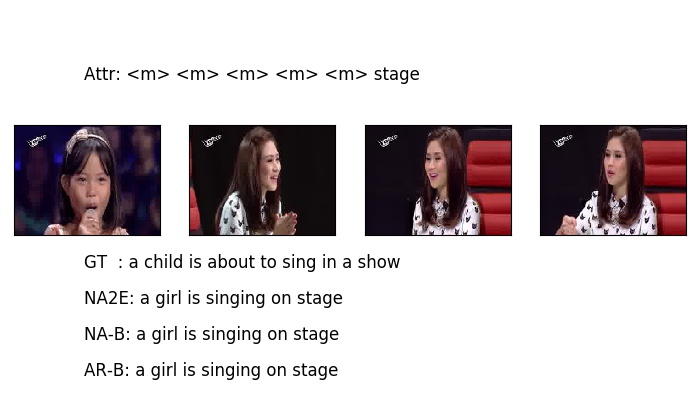 Attr: <m> <m> <m> <m> <m> stage
GT  : a child is about to sing in a show
NA2E: a girl is singing on stage
NA-B: a girl is singing on stage
AR-B: a girl is singing on stage